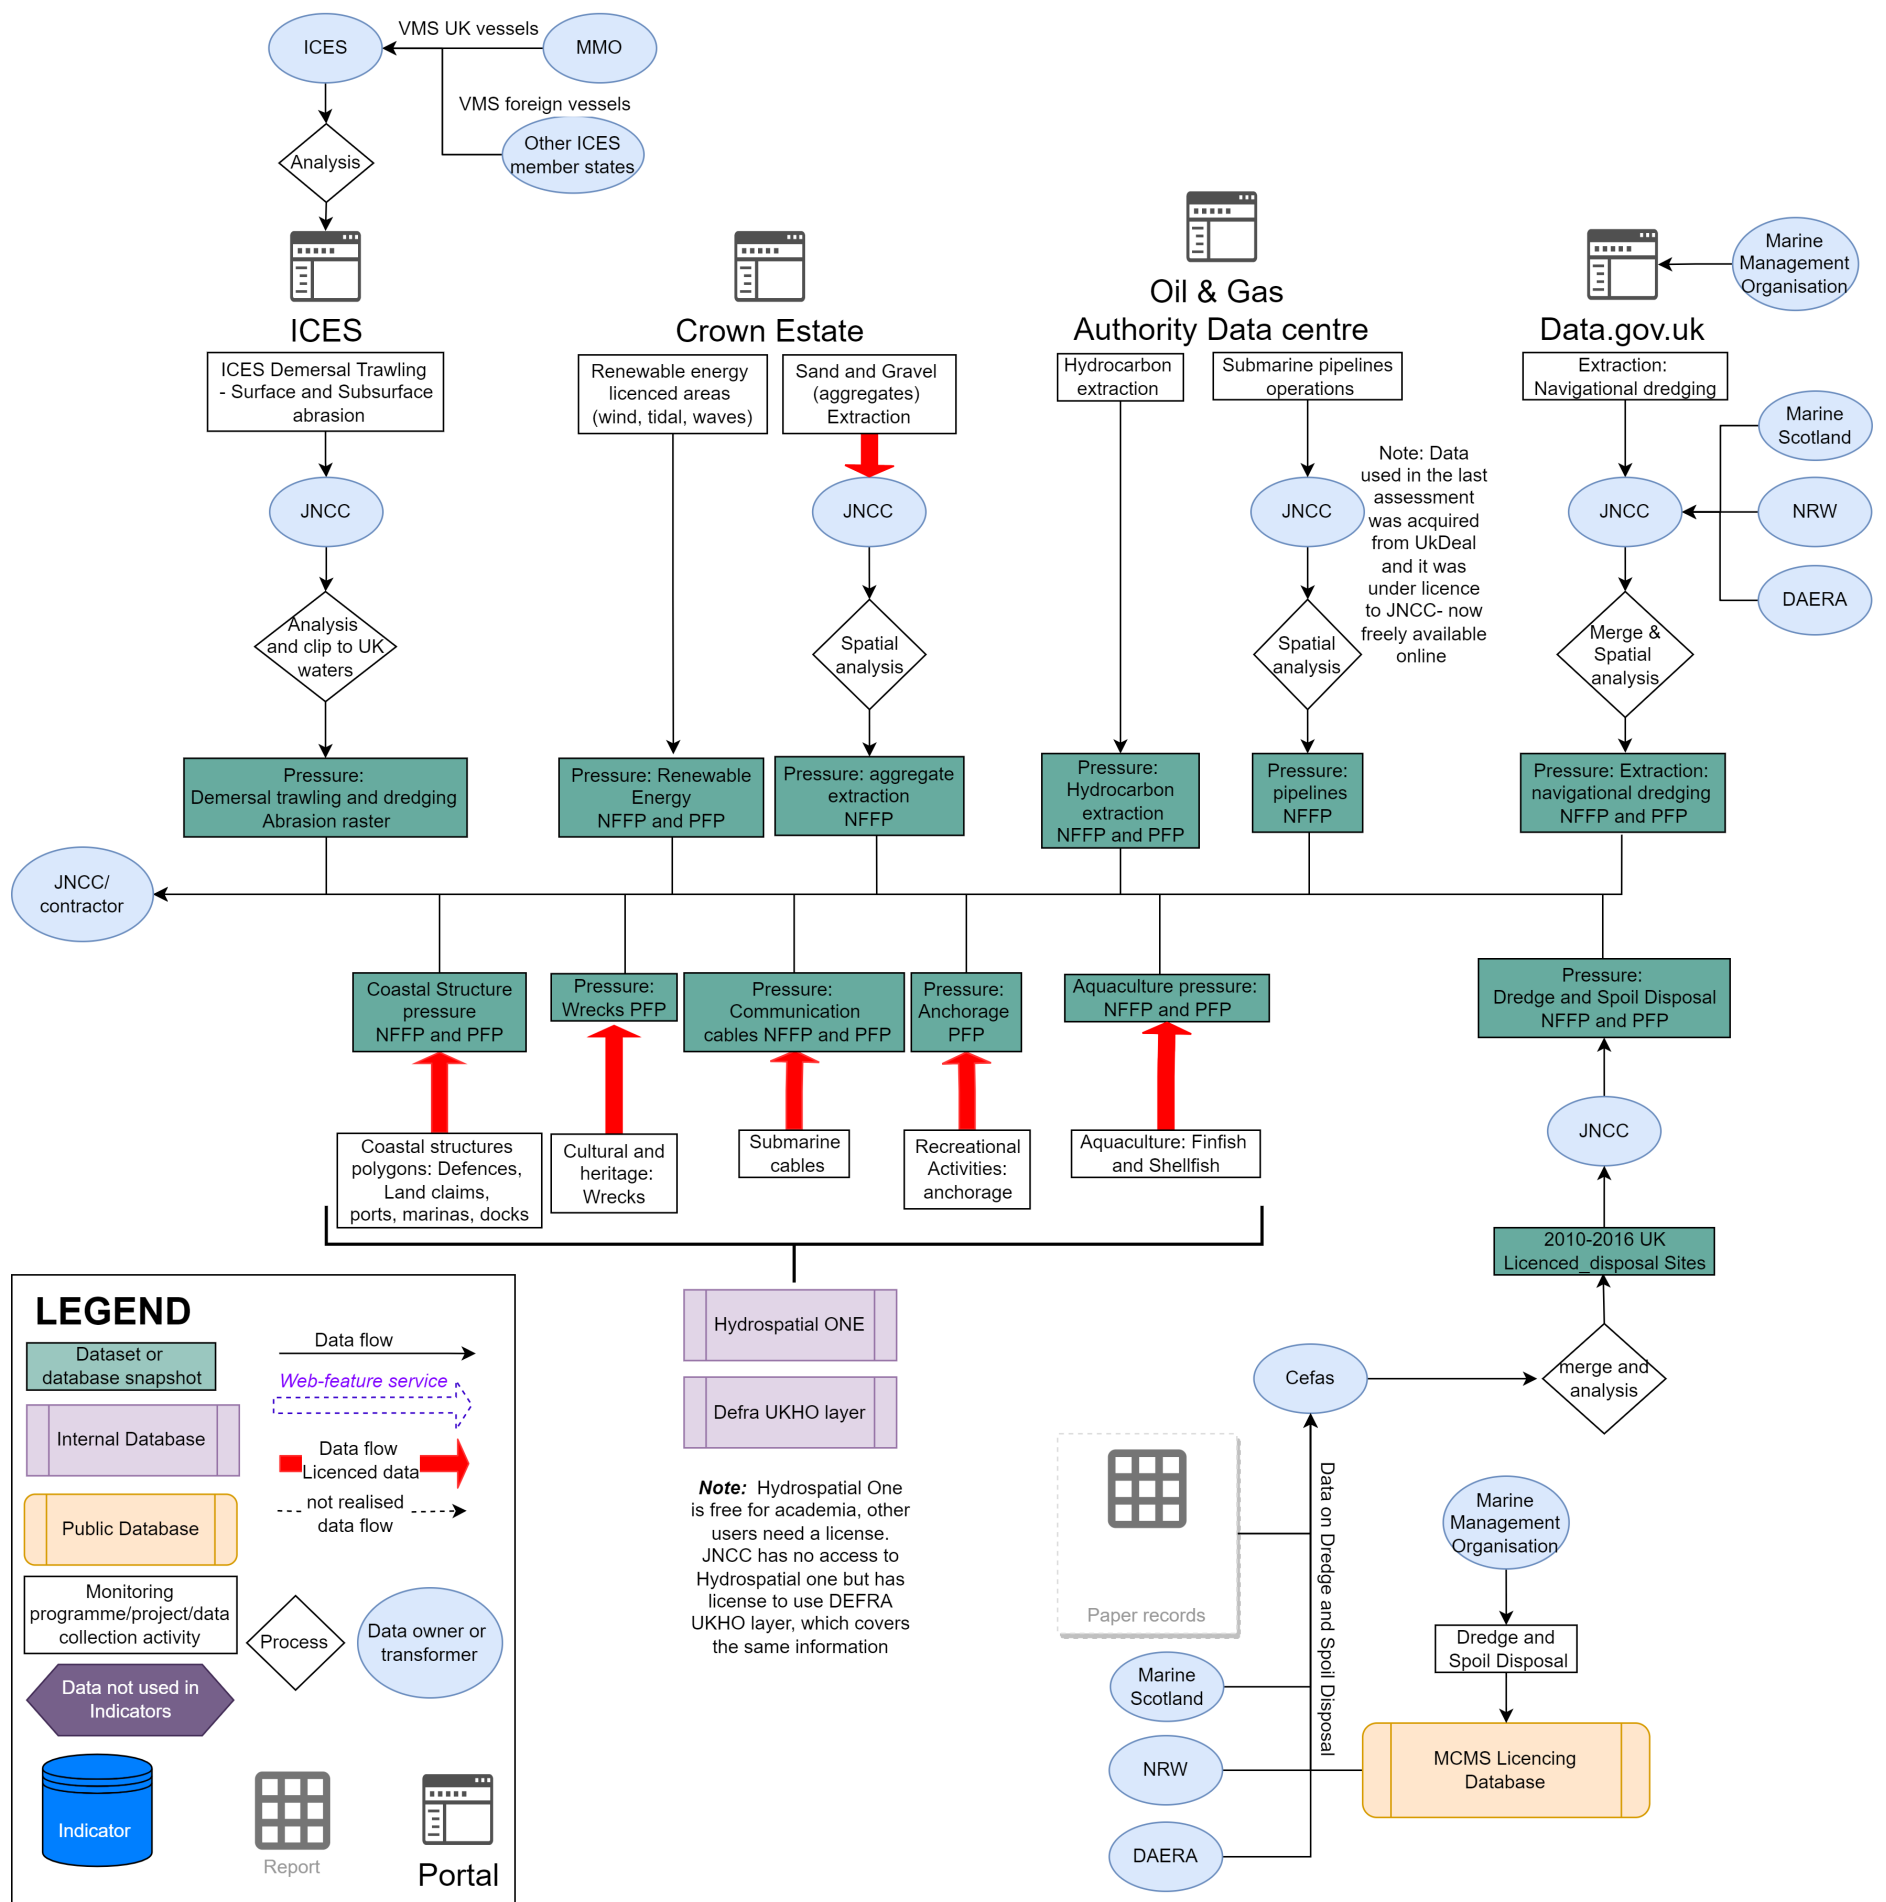 VMS UK vessels
ICES
MMO
VMS foreign vessels
Other ICES
member states
Analysis
ICES
Crown Estate
Oil & Gas
Authority Data centre
Data.gov.uk
Marine
Management
Organisation
ICES Demersal Trawling
- Surface and Subsurface
abrasion
Renewable energy
licenced areas
(wind, tidal, waves)
Sand and Gravel
(aggregates)
Extraction
Hydrocarbon
extraction
Submarine pipelines
operations
Extraction:
Navigational dredging
Marine
Scotland
NRW
DAERA
JNCC
JNCC
JNCC
JNCC
Note: Data
used in the last
assessment
was acquired
from UkDeal
and it was
under licence
to JNCC- now
freely available
online
Analysis
and clip to UK
waters
Spatial
analysis
Spatial
analysis
Merge &
Spatial
analysis
Pressure:
Demersal trawling and dredging
Abrasion raster
Pressure: Renewable
Energy
NFFP and PFP
Pressure: aggregate
extraction
NFFP
Pressure:
Hydrocarbon
extraction
NFFP and PFP
Pressure:
pipelines
NFFP
Pressure: Extraction:
navigational dredging
NFFP and PFP
JNCC/
contractor
Coastal Structure
pressure
NFFP and PFP
Pressure:
Wrecks PFP
Pressure:
Communication
cables NFFP and PFP
Pressure:
Anchorage
PFP
Aquaculture pressure:
NFFP and PFP
Pressure:
Dredge and Spoil Disposal
NFFP and PFP
Coastal structures
polygons: Defences,
Land claims,
ports, marinas, docks
Cultural and
heritage:
Wrecks
Submarine
cables
Recreational
Activities:
anchorage
Aquaculture: Finfish
and Shellfish
JNCC
2010-2016 UK
Licenced_disposal Sites
merge and
analysis
Cefas
Hydrospatial ONE
Defra UKHO layer
Note: Hydrospatial One
is free for academia, other
users need a license.
JNCC has no access to
Hydrospatial one but has
license to use DEFRA
UKHO layer, which covers
the same information
Paper records
Data on Dredge and Spoil Disposal
Marine
Management
Organisation
Dredge and
Spoil Disposal
MCMS Licencing
Database
Marine
Scotland
NRW
DAERA
LEGEND
Dataset or
database snapshot
Data flow
Web-feature service
Internal Database
Data flow
Licenced data
not realised
data flow
Public Database
Monitoring
programme/project/data
collection activity
Process
Data owner or
transformer
Data not used in
Indicators
Indicator
Report
Portal